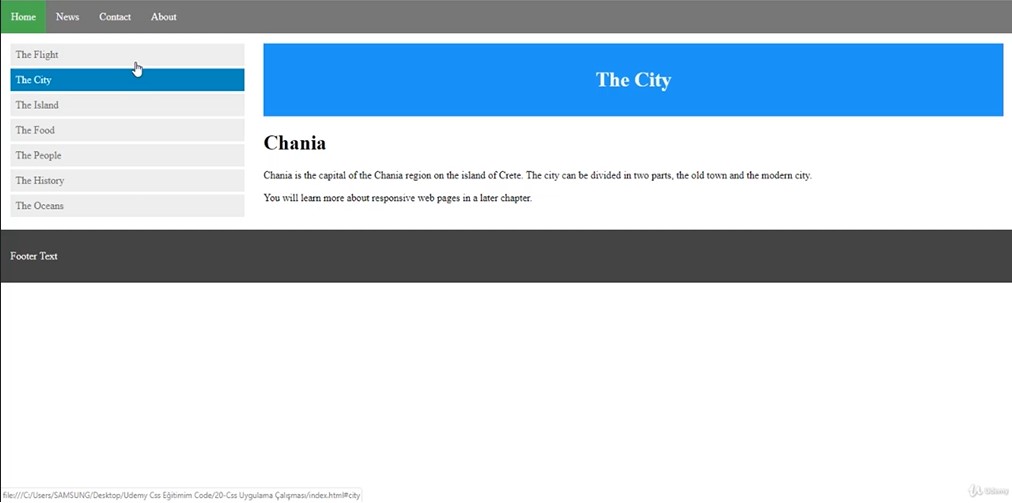 Home News Contact About
The Flight
The City
The Island
The Food
The People
The History
The Oceans
The City
Chania
Chania is the capital of the Chania region on the island of Crete. The city can be divided in two parts, the old town and the modern city.
You will learn more about responsive web pages in a later chapter.
Footer Text
file:///C:/Users/SAMSUNG/Desktop/Udemy Css Eğitimim Code/20-Css Uygulama Çalışması/index.html#city
Udemy